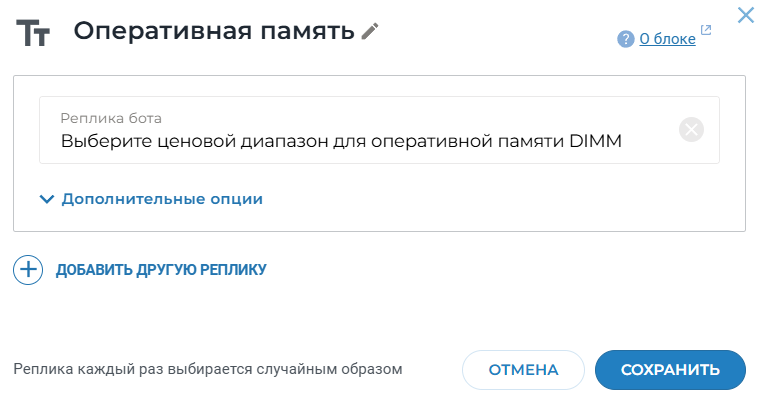 Тт Оперативная память
О блоке
Реплика бота
Выберите ценовой диапазон для оперативной памяти DIMM
Дополнительные опции
ДОБАВИТЬ ДРУГУЮ РЕПЛИКУ
Реплика каждый раз выбирается случайным образом
ОТМЕНА
СОХРАНИТЬ